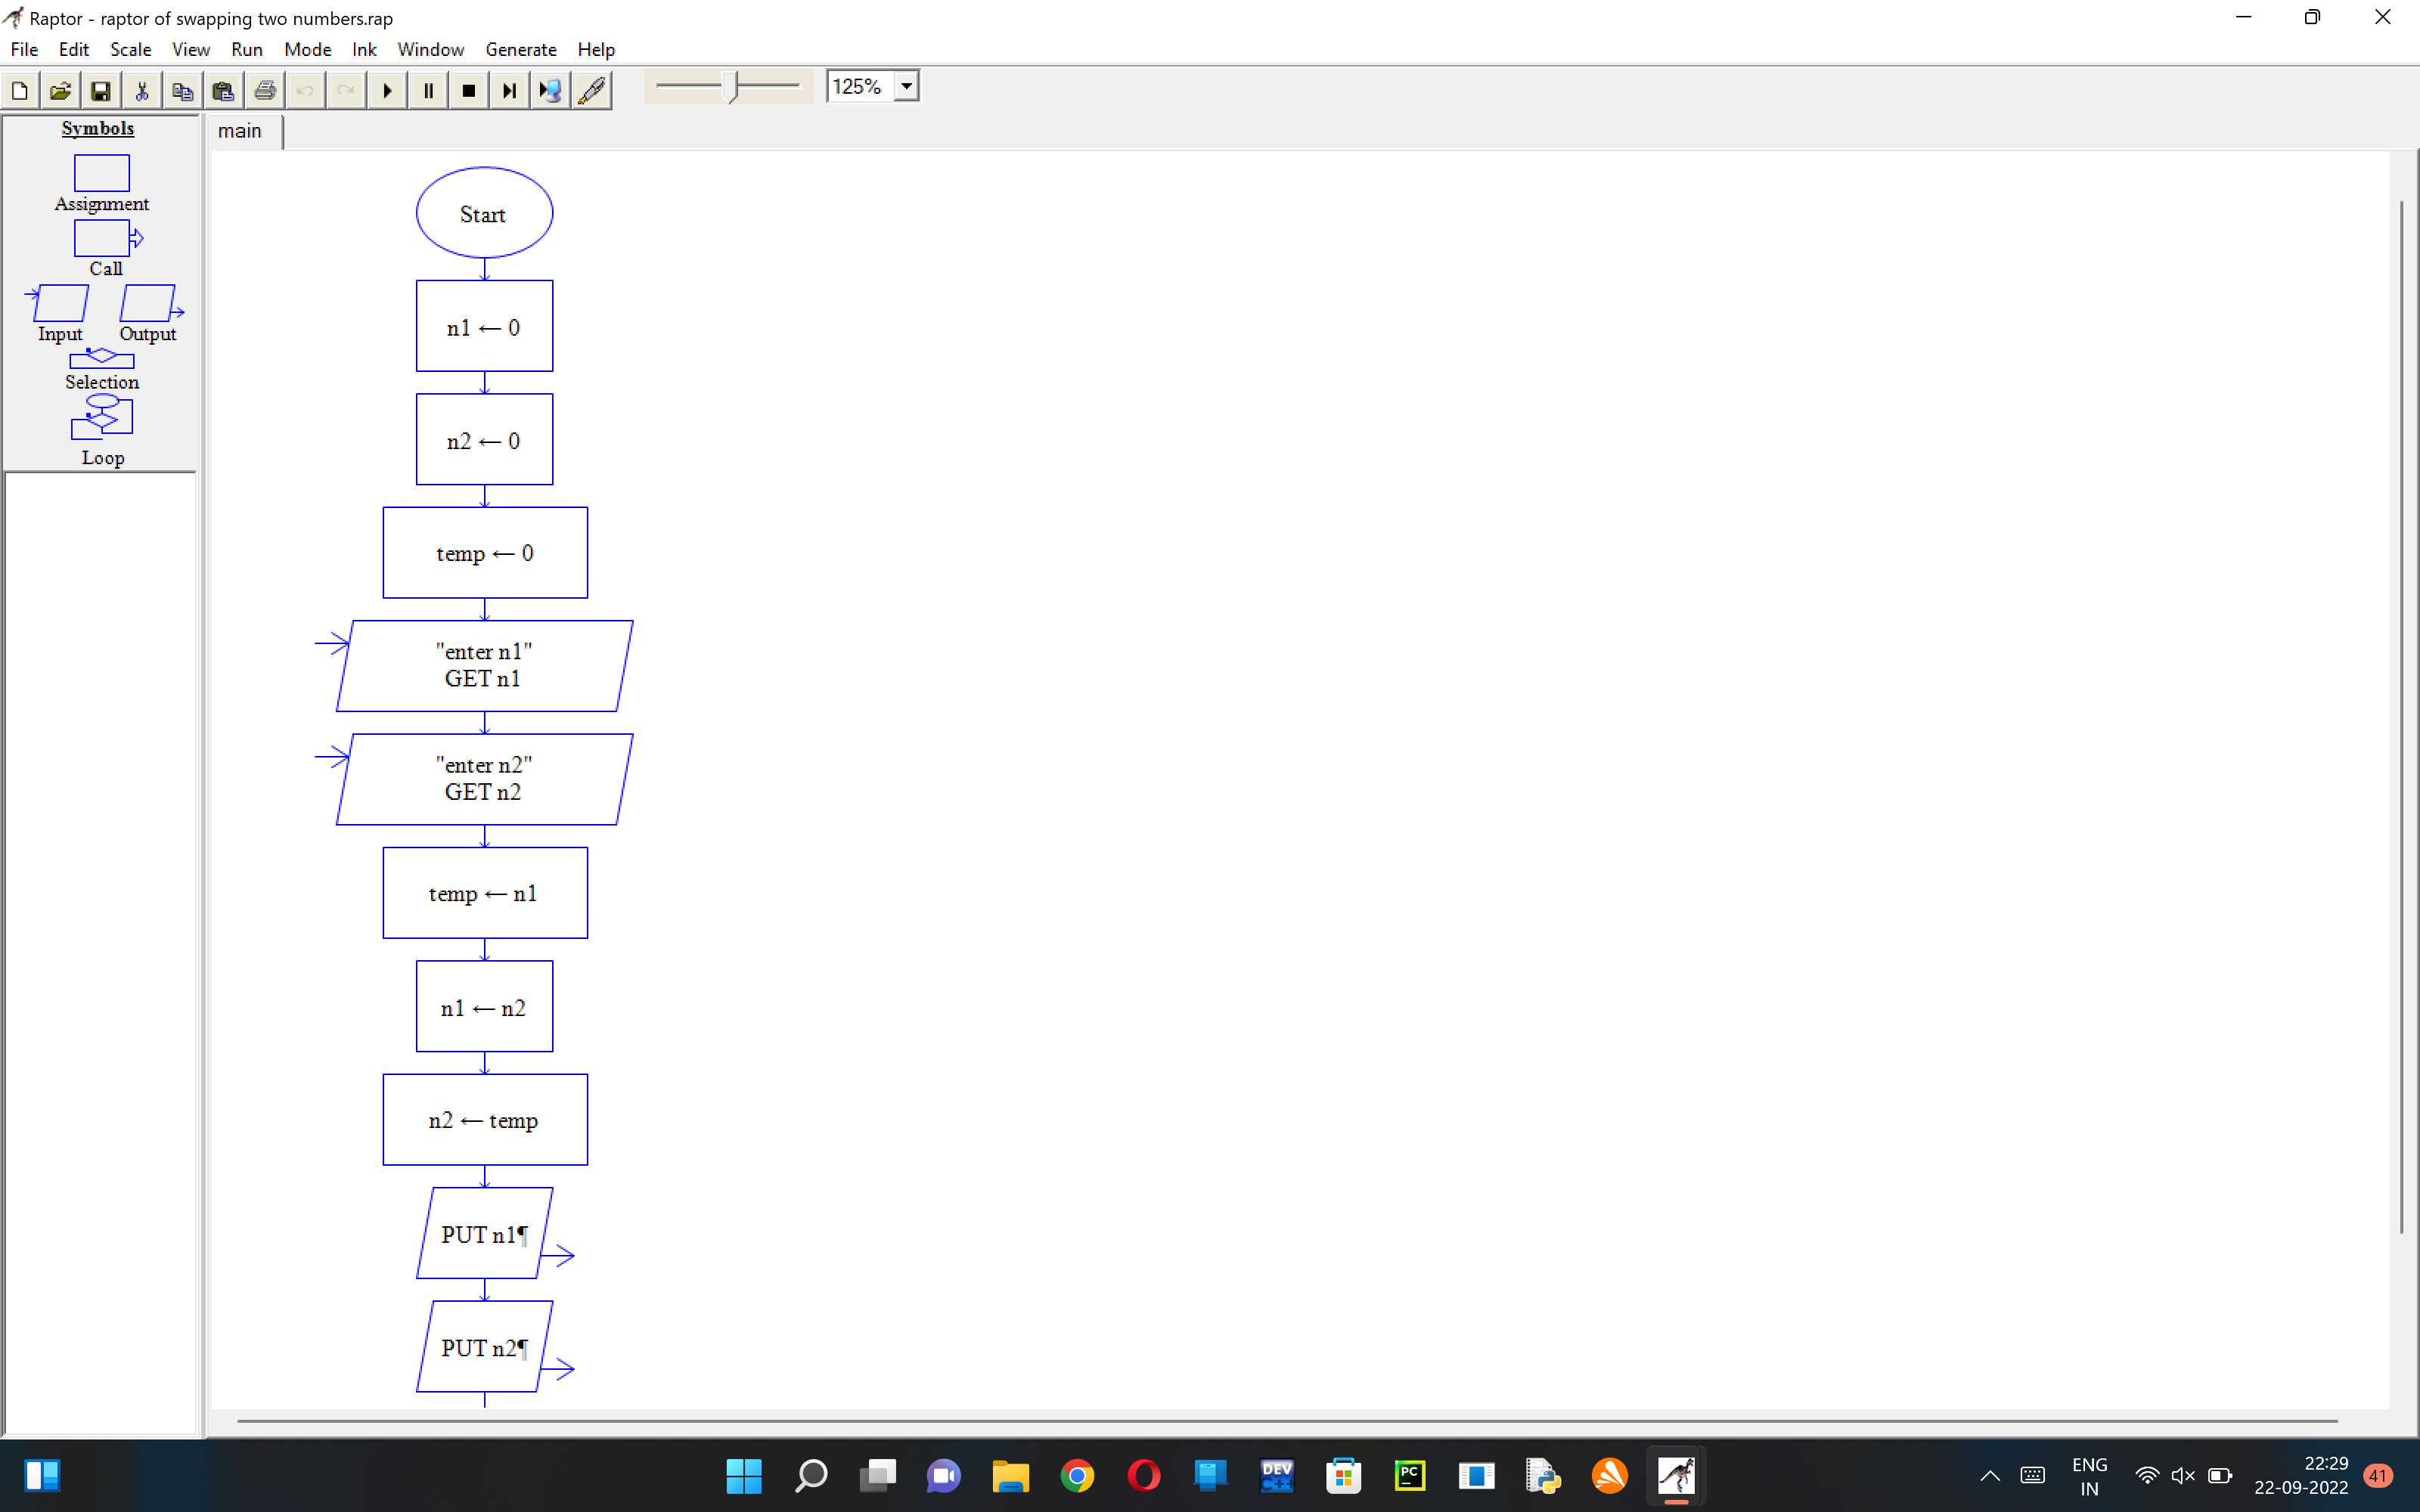 Raptor - raptor of swapping two numbers.rap
File Edit Scale View Run Mode Ink Window Generate Help
125%
Symbols
Assignment
Call
Input Output
Selection
Loop
main
Start
n1 ← 0
n2 ← 0
temp ← 0
"enter n1"
GET n1
"enter n2"
GET n2
temp ← n1
n1 ← n2
n2 ← temp
PUT n1¶
PUT n2¶
DEV
C++
PC
ENG
IN
22:29
22-09-2022
41